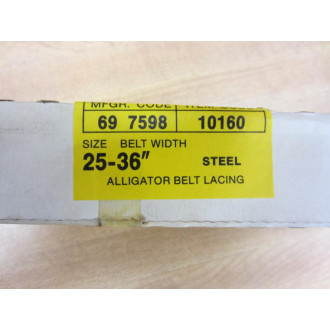 MFGR. CODE
69 7598 10160
SIZE BELT WIDTH
25-36" STEEL
ALLIGATOR BELT LACING